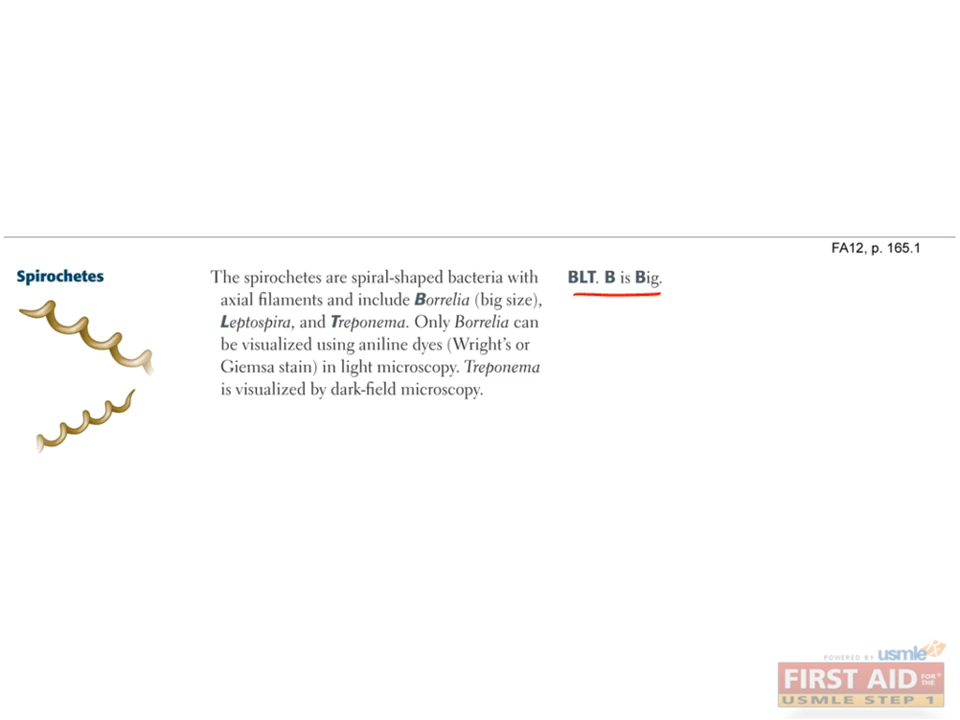 FA12, p. 165.1
Spirochetes
The spirochetes are spiral-shaped bacteria with
axial filaments and include Borrelia (big size),
Leptospira, and Treponema. Only Borrelia can
be visualized using aniline dyes (Wright's or
Giemsa stain) in light microscopy. Treponema
is visualized by dark-field microscopy.
BLT. B is Big.
POWERED BY usmle
FIRST AID FOR THE
USMLE STEP 1